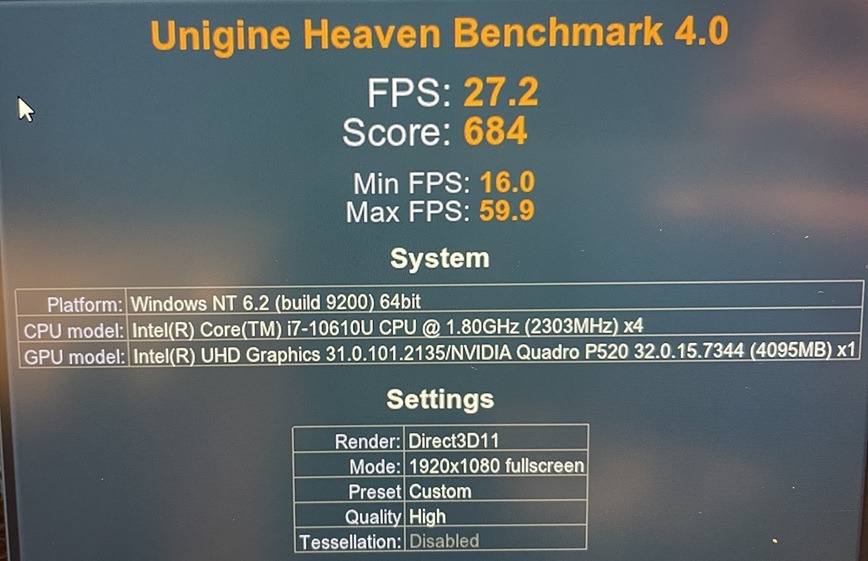 Unigine Heaven Benchmark 4.0
FPS: 27.2
Score: 684
Min FPS: 16.0
Max FPS: 59.9
System
Platform: Windows NT 6.2 (build 9200) 64bit
CPU model: Intel(R) Core(TM) i7-10610U CPU @ 1.80GHz (2303MHz) x4
GPU model: Intel(R) UHD Graphics 31.0.101.2135/NVIDIA Quadro P520 32.0.15.7344 (4095MB) x1
Settings
Render: Direct3D11
Mode: 1920x1080 fullscreen
Preset Custom
Quality High
Tessellation: Disabled